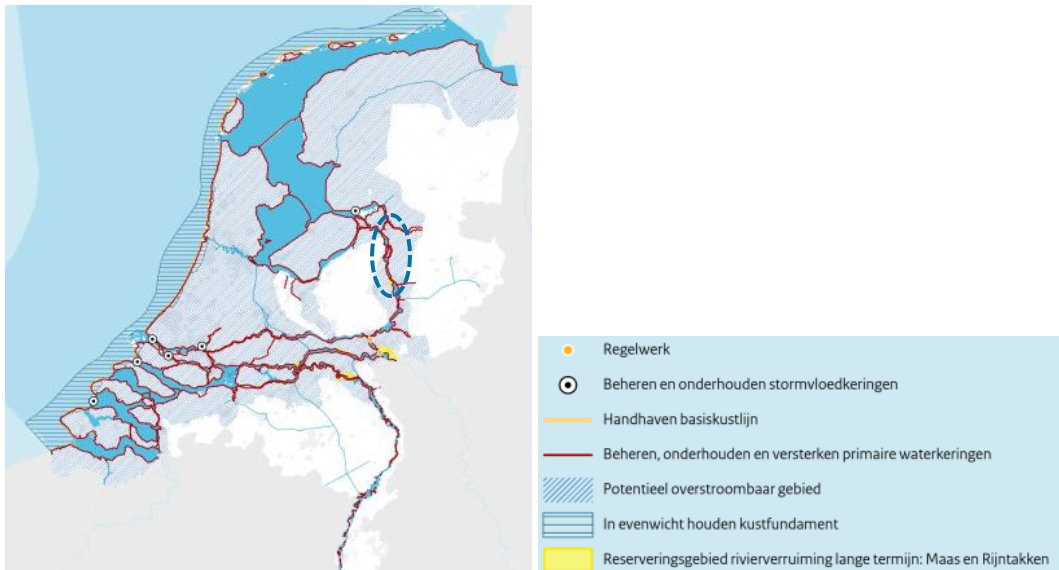 Regelwerk
Beheren en onderhouden stormvloedkeringen
Handhaven basiskustlijn
Beheren, onderhouden en versterken primaire waterkeringen
Potentieel overstroombaar gebied
In evenwicht houden kustfundament
Reserveringsgebied rivierverruiming lange termijn: Maas en Rijntakken